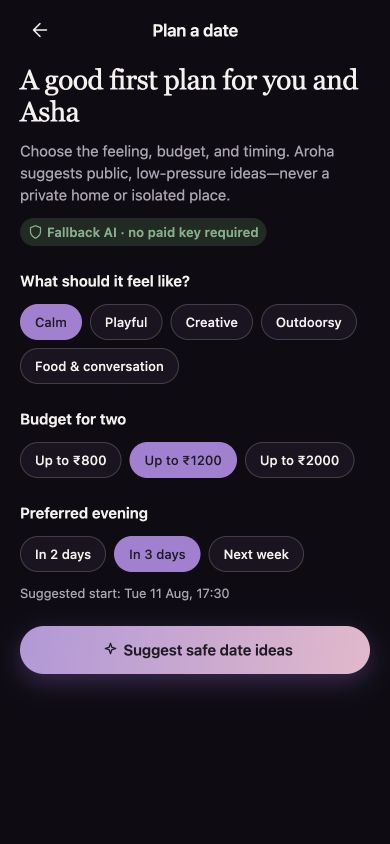 Plan a date
A good first plan for you and
Asha
Choose the feeling, budget, and timing. Aroha
suggests public, low-pressure ideas—never a
private home or isolated place.
Fallback AI · no paid key required
What should it feel like?
Calm Playful Creative Outdoorsy
Food & conversation
Budget for two
Up to ₹800 Up to ₹1200 Up to ₹2000
Preferred evening
In 2 days In 3 days Next week
Suggested start: Tue 11 Aug, 17:30
Suggest safe date ideas